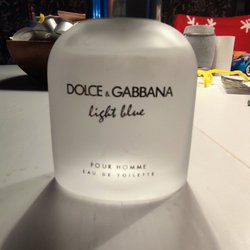 DOLCE & GABBANA
light blue
POUR HOMME
EAU DE TOILETTE